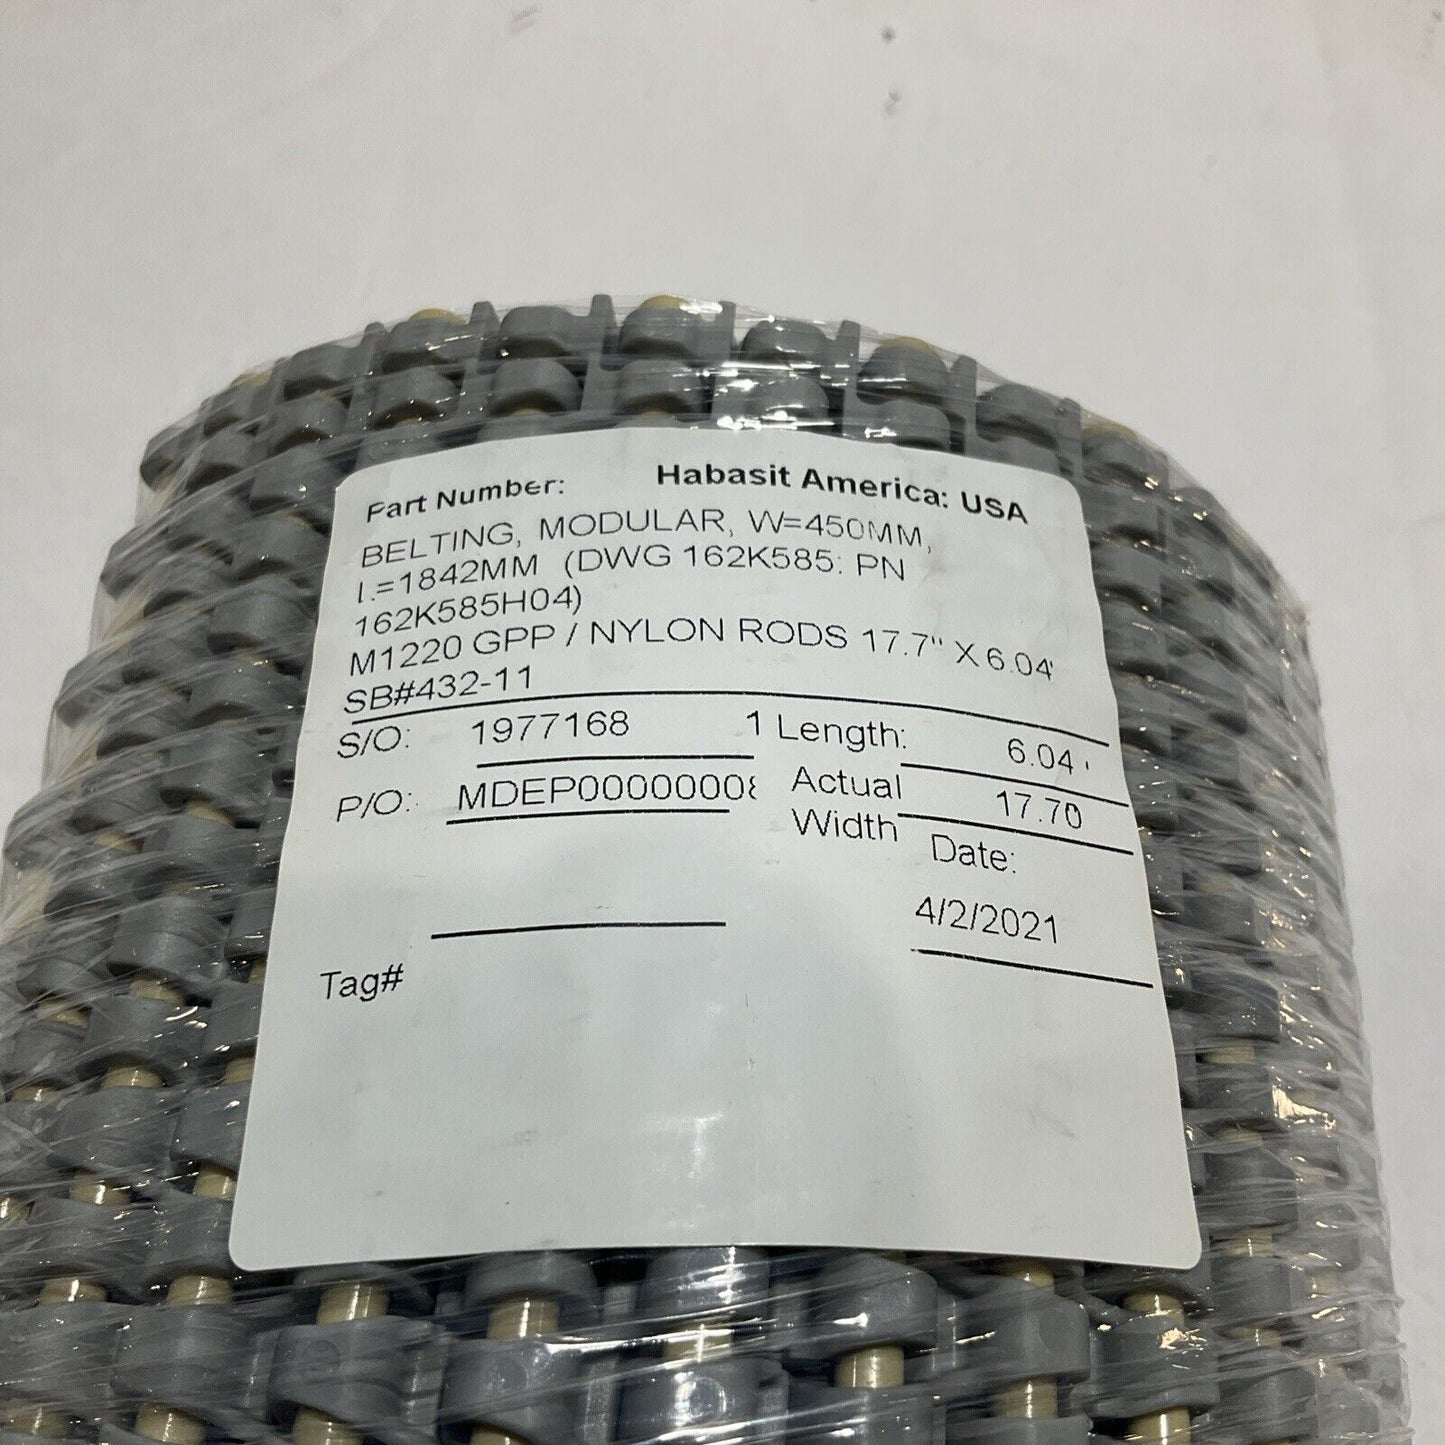 Part Number: Habasit America: USA
BELTING, MODULAR, W=450MM,
L=1842MM (DWG 162K585: PN
162K585H04)
M1220 GPP / NYLON RODS 17.7" X 6.04'
SB#432-11
S/O: 1977168 1 Length: 6.04 '
P/O: Actual 17.70
Width Date:
4/2/2021
Tag#